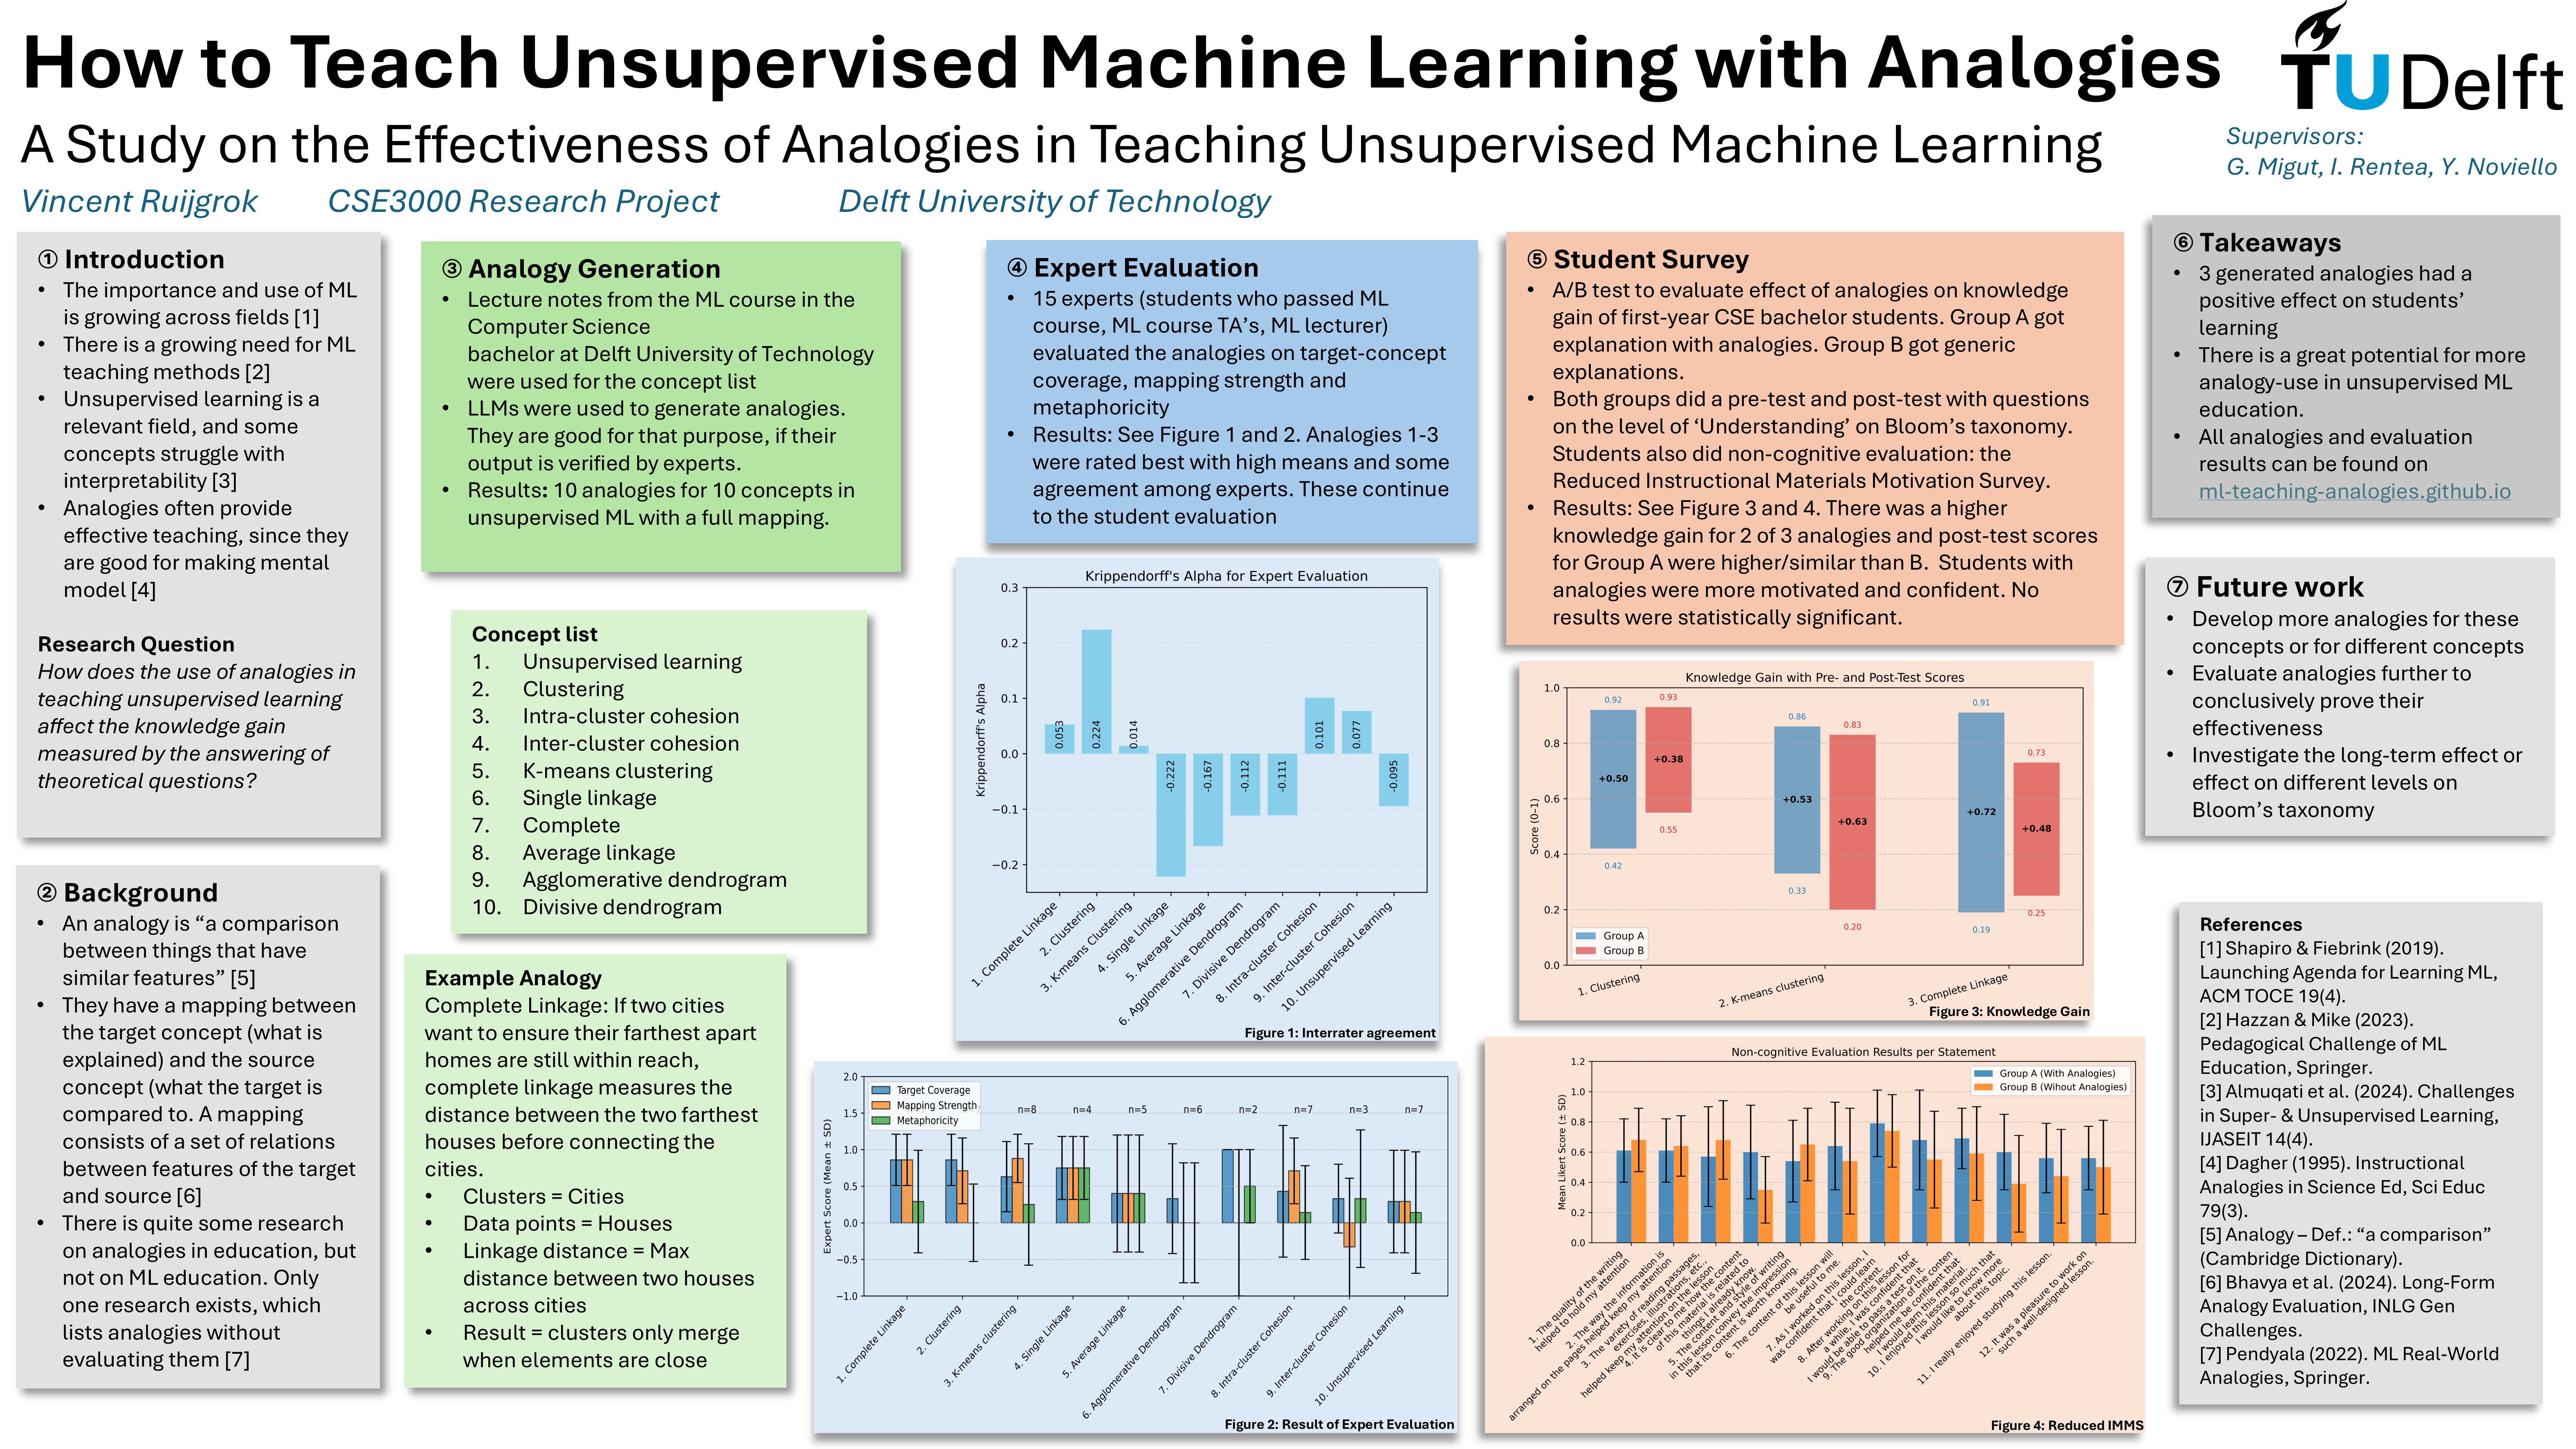 How to Teach Unsupervised Machine Learning with Analogies
TU Delft
A Study on the Effectiveness of Analogies in Teaching Unsupervised Machine Learning
Supervisors:
G. Migut, I. Rentea, Y. Noviello
Vincent Ruijgrok CSE3000 Research Project Delft University of Technology
① Introduction
• The importance and use of ML
is growing across fields [1]
• There is a growing need for ML
teaching methods [2]
• Unsupervised learning is a
relevant field, and some
concepts struggle with
interpretability [3]
• Analogies often provide
effective teaching, since they
are good for making mental
model [4]
Research Question
How does the use of analogies in
teaching unsupervised learning
affect the knowledge gain
measured by the answering of
theoretical questions?
② Background
• An analogy is “a comparison
between things that have
similar features” [5]
• They have a mapping between
the target concept (what is
explained) and the source
concept (what the target is
compared to. A mapping
consists of a set of relations
between features of the target
and source [6]
• There is quite some research
on analogies in education, but
not on ML education. Only
one research exists, which
lists analogies without
evaluating them [7]
③ Analogy Generation
• Lecture notes from the ML course in the
Computer Science
bachelor at Delft University of Technology
were used for the concept list
• LLMs were used to generate analogies.
They are good for that purpose, if their
output is verified by experts.
• Results: 10 analogies for 10 concepts in
unsupervised ML with a full mapping.
Concept list
1. Unsupervised learning
2. Clustering
3. Intra-cluster cohesion
4. Inter-cluster cohesion
5. K-means clustering
6. Single linkage
7. Complete
8. Average linkage
9. Agglomerative dendrogram
10. Divisive dendrogram
Example Analogy
Complete Linkage: If two cities
want to ensure their farthest apart
homes are still within reach,
complete linkage measures the
distance between the two farthest
houses before connecting the
cities.
• Clusters = Cities
• Data points = Houses
• Linkage distance = Max
distance between two houses
across cities
• Result = clusters only merge
when elements are close
④ Expert Evaluation
• 15 experts (students who passed ML
course, ML course TA’s, ML lecturer)
evaluated the analogies on target-concept
coverage, mapping strength and
metaphoricity
• Results: See Figure 1 and 2. Analogies 1-3
were rated best with high means and some
agreement among experts. These continue
to the student evaluation
Krippendorff's Alpha for Expert Evaluation
Krippendorff's Alpha
0.3
0.2
0.1
0.0
−0.1
−0.2
0.053
0.224
0.014
-0.222
-0.167
-0.112
-0.111
0.101
0.077
-0.095
1. Complete Linkage
2. Clustering
3. K-means Clustering
4. Single Linkage
5. Average Linkage
6. Agglomerative Dendrogram
7. Divisive Dendrogram
8. Intra-cluster Cohesion
9. Inter-cluster Cohesion
10. Unsupervised Learning
Figure 1: Interrater agreement
Expert Score (Mean ± SD)
2.0
1.5
1.0
0.5
0.0
−0.5
−1.0
Target Coverage
Mapping Strength
Metaphoricity
n=8
n=4
n=5
n=6
n=2
n=7
n=3
n=7
1. Complete Linkage
2. Clustering
3. K-means clustering
4. Single Linkage
5. Average Linkage
6. Agglomerative Dendrogram
7. Divisive Dendrogram
8. Intra-cluster Cohesion
9. Inter-cluster Cohesion
10. Unsupervised Learning
Figure 2: Result of Expert Evaluation
⑤ Student Survey
• A/B test to evaluate effect of analogies on knowledge
gain of first-year CSE bachelor students. Group A got
explanation with analogies. Group B got generic
explanations.
• Both groups did a pre-test and post-test with questions
on the level of ‘Understanding’ on Bloom’s taxonomy.
Students also did non-cognitive evaluation: the
Reduced Instructional Materials Motivation Survey.
• Results: See Figure 3 and 4. There was a higher
knowledge gain for 2 of 3 analogies and post-test scores
for Group A were higher/similar than B. Students with
analogies were more motivated and confident. No
results were statistically significant.
Knowledge Gain with Pre- and Post-Test Scores
Score (0–1)
1.0
0.8
0.6
0.4
0.2
0.0
0.92
+0.50
0.42
0.93
+0.38
0.55
0.86
+0.53
0.33
0.83
+0.63
0.20
0.91
+0.72
0.19
0.73
+0.48
0.25
Group A
Group B
1. Clustering
2. K-means clustering
3. Complete Linkage
Figure 3: Knowledge Gain
Non-cognitive Evaluation Results per Statement
Mean Likert Score (± SD)
1.2
1.0
0.8
0.6
0.4
0.2
0.0
Group A (With Analogies)
Group B (Wihout Analogies)
1. The quality of the writing
helped to hold my attention
2. The way the information is
arranged on the pages helped keep my attention
3. The variety of reading passages,
exercises, illustrations, etc.,
helped keep my attention on the lesson.
4. It is clear to me how the content
of this material is related to
things I already know.
5. The content and style of writing
in this lesson convey the impression
that its content is worth knowing.
6. The content of this lesson will
be useful to me.
7. As I worked on this lesson, I
was confident that I could learn
the content.
8. After working on this lesson for
a while, I was confident that
I would be able to pass a test on it.
9. The good organization of the conten
helped me be confident that
I would learn this material.
10. I enjoyed this lesson so much that
I would like to know more
about this topic.
11. I really enjoyed studying this lesson.
12. It was a pleasure to work on
such a well-designed lesson.
Figure 4: Reduced IMMS
⑥ Takeaways
• 3 generated analogies had a
positive effect on students’
learning
• There is a great potential for more
analogy-use in unsupervised ML
education.
• All analogies and evaluation
results can be found on
ml-teaching-analogies.github.io
⑦ Future work
• Develop more analogies for these
concepts or for different concepts
• Evaluate analogies further to
conclusively prove their
effectiveness
• Investigate the long-term effect or
effect on different levels on
Bloom’s taxonomy
References
[1] Shapiro & Fiebrink (2019).
Launching Agenda for Learning ML,
ACM TOCE 19(4).
[2] Hazzan & Mike (2023).
Pedagogical Challenge of ML
Education, Springer.
[3] Almuqati et al. (2024). Challenges
in Super- & Unsupervised Learning,
IJASEIT 14(4).
[4] Dagher (1995). Instructional
Analogies in Science Ed, Sci Educ
79(3).
[5] Analogy – Def.: “a comparison”
(Cambridge Dictionary).
[6] Bhavya et al. (2024). Long-Form
Analogy Evaluation, INLG Gen
Challenges.
[7] Pendyala (2022). ML Real-World
Analogies, Springer.